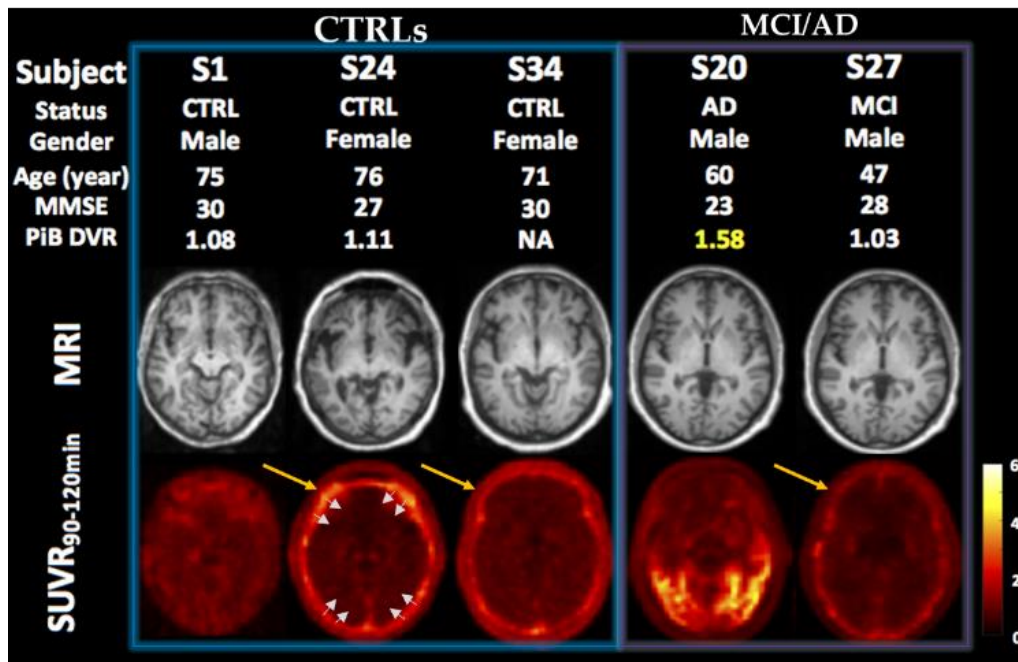 CTRLs MCI/AD
Subject S1 S24 S34 S20 S27
Status CTRL CTRL CTRL AD MCI
Gender Male Female Female Male Male
Age (year) 75 76 71 60 47
MMSE 30 27 30 23 28
PiB DVR 1.08 1.11 NA 1.58 1.03
MRI
SUVR90-120min
6
4
2
0